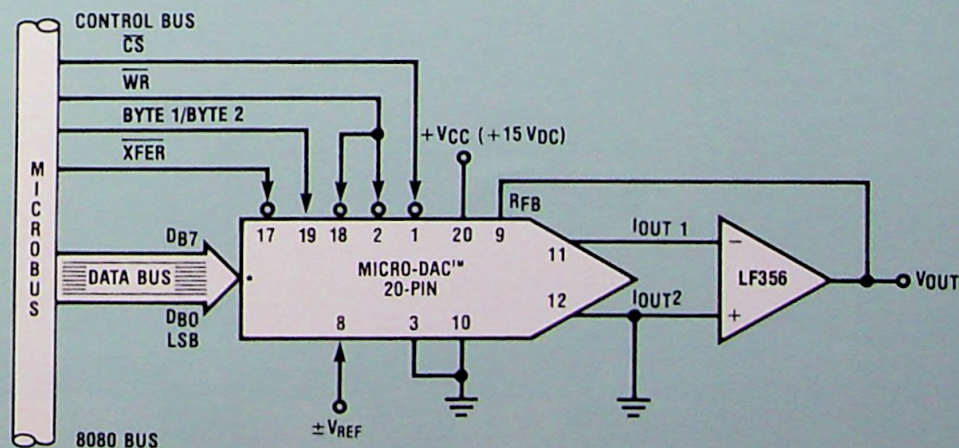 CONTROL BUS
CS
WR
BYTE 1/BYTE 2
XFER
MICROBUS
+VCC (+15 VDC)
RFB
17 19 18 2 1 20 9
DB7
DATA BUS
DB0
LSB
MICRO-DAC™
20-PIN
11
12
8 3 10
IOUT 1
IOUT2
−
+
LF356
VOUT
±VREF
8080 BUS